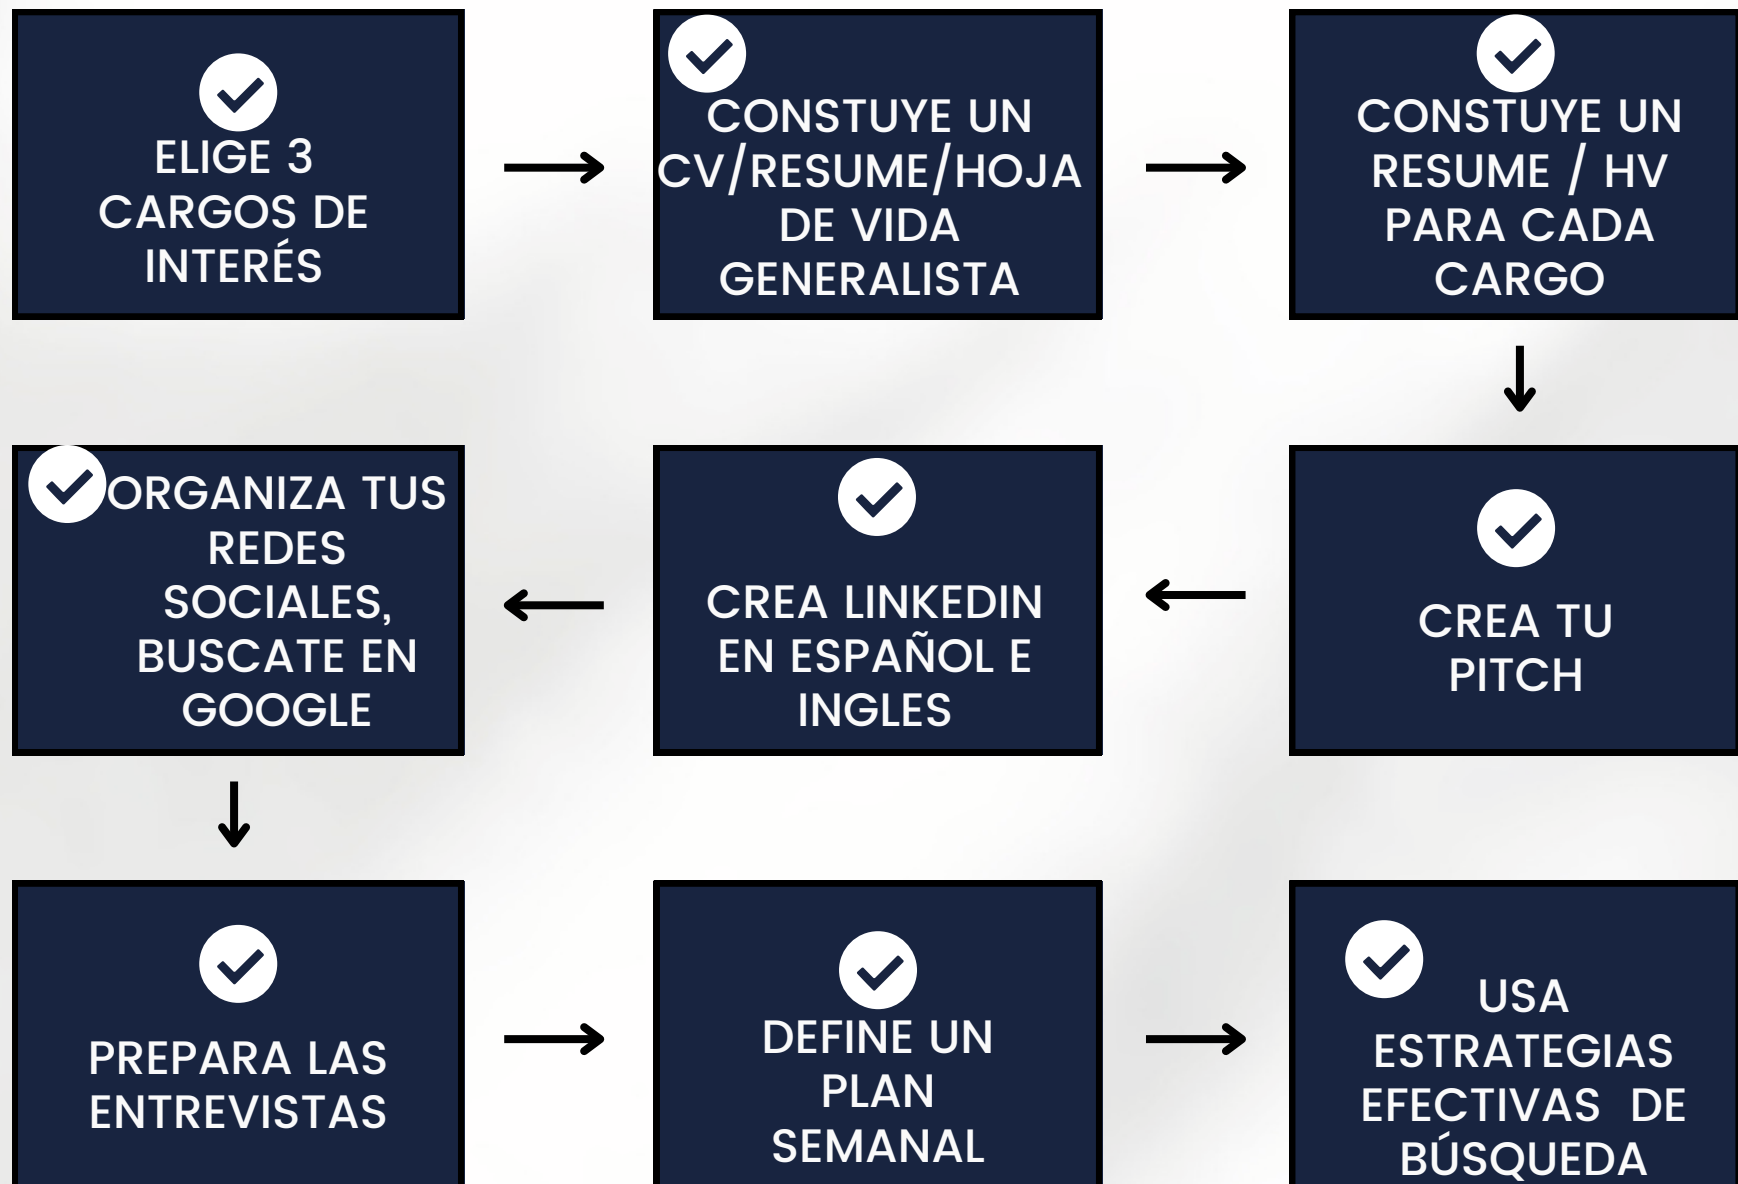 ELIGE 3
CARGOS DE
INTERÉS
CONSTUYE UN
CV/RESUME/HOJA
DE VIDA
GENERALISTA
CONSTUYE UN
RESUME / HV
PARA CADA
CARGO
CREA TU
PITCH
CREA LINKEDIN
EN ESPAÑOL E
INGLES
ORGANIZA TUS
REDES
SOCIALES,
BUSCATE EN
GOOGLE
PREPARA LAS
ENTREVISTAS
DEFINE UN
PLAN
SEMANAL
USA
ESTRATEGIAS
EFECTIVAS DE
BÚSQUEDA